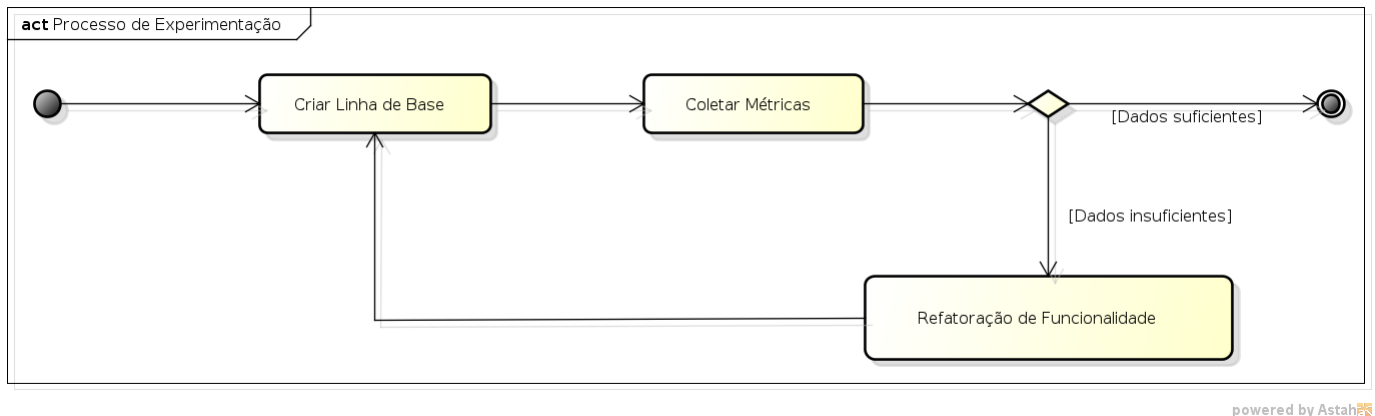 act Processo de Experimentação
Criar Linha de Base
Coletar Métricas
[Dados suficientes]
[Dados insuficientes]
Refatoração de Funcionalidade
powered by Astah